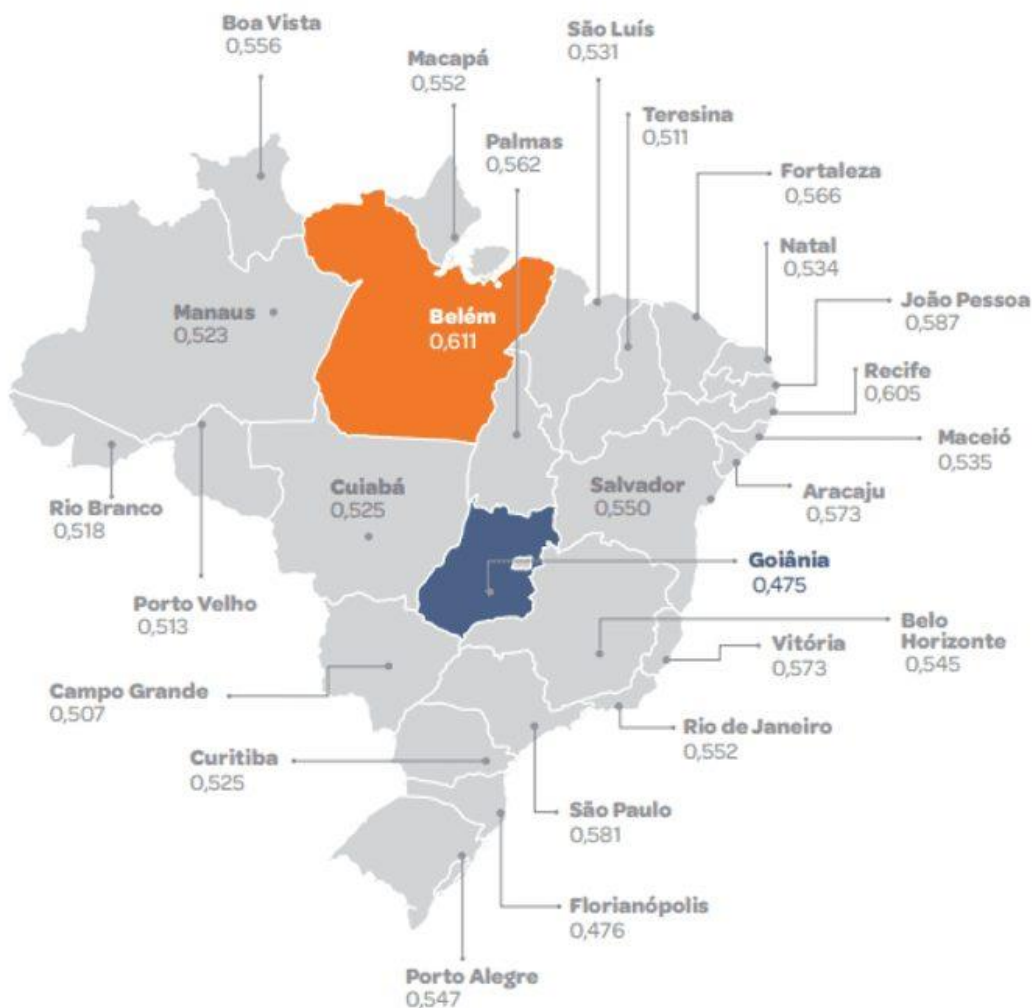 Boa Vista
0,556
Macapá
0,552
São Luís
0,531
Teresina
0,511
Palmas
0,562
Fortaleza
0,566
Natal
0,534
João Pessoa
0,587
Manaus
0,523
Belém
0,611
Recife
0,605
Maceió
0,535
Rio Branco
0,518
Cuiabá
0,525
Salvador
0,550
Aracaju
0,573
Goiânia
0,475
Porto Velho
0,513
Belo
Horizonte
0,545
Vitória
0,573
Campo Grande
0,507
Rio de Janeiro
0,552
Curitiba
0,525
São Paulo
0,581
Florianópolis
0,476
Porto Alegre
0,547